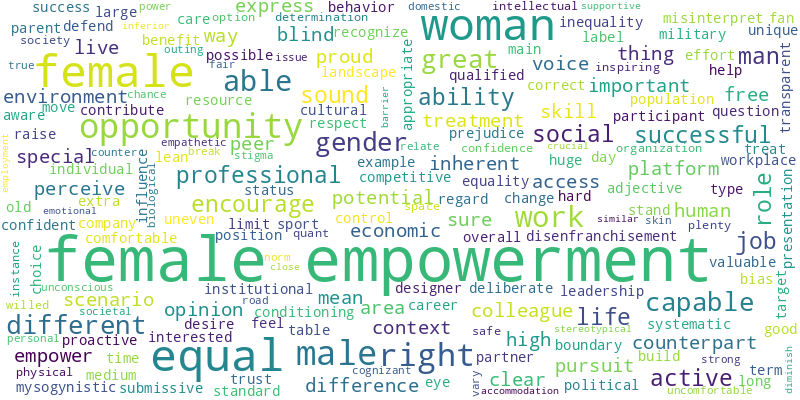 success large power express behavior intellectual supportive
parent defend society care option determination domestic inequality misinterpret fan
live benefit way blind recognize woman label military unique
true outing fair possible issue proud great main voice thing man effort
female able landscape appropriate inspiring qualified help transparent
environment chance resource sound ability correct important free
move contribute cultural barrier skill population question
aware raise opportunity respect treatment participant
empathetic relate confidence crucial organization treat
special counter lean break peer stigma gender prejudice social successful
employment individual example huge day workplace
perceive influence biological professional status competitive inherent equality access platform adjective type
old extra encourage potential regard change hard stand human role presentation
confident emotional company uneven limit sport control space work sure similar skin plenty
comfortable position quant economic overall disenfranchisement job
instance choice female empowerment valuable
unconscious norm close institutional road designer deliberate leadership bias target
scenario societal opinion conditioning mean area career colleague life systematic capable good
willed desire feel table context safe stereotypical
different personal proactive interested equal male right high boundary counterpart
empower time partner build strong term
physical medium trust difference eye cognizant clear pursuit active long
mysogynistic submissive standard vary accommodation political uncomfortable diminish
inferior